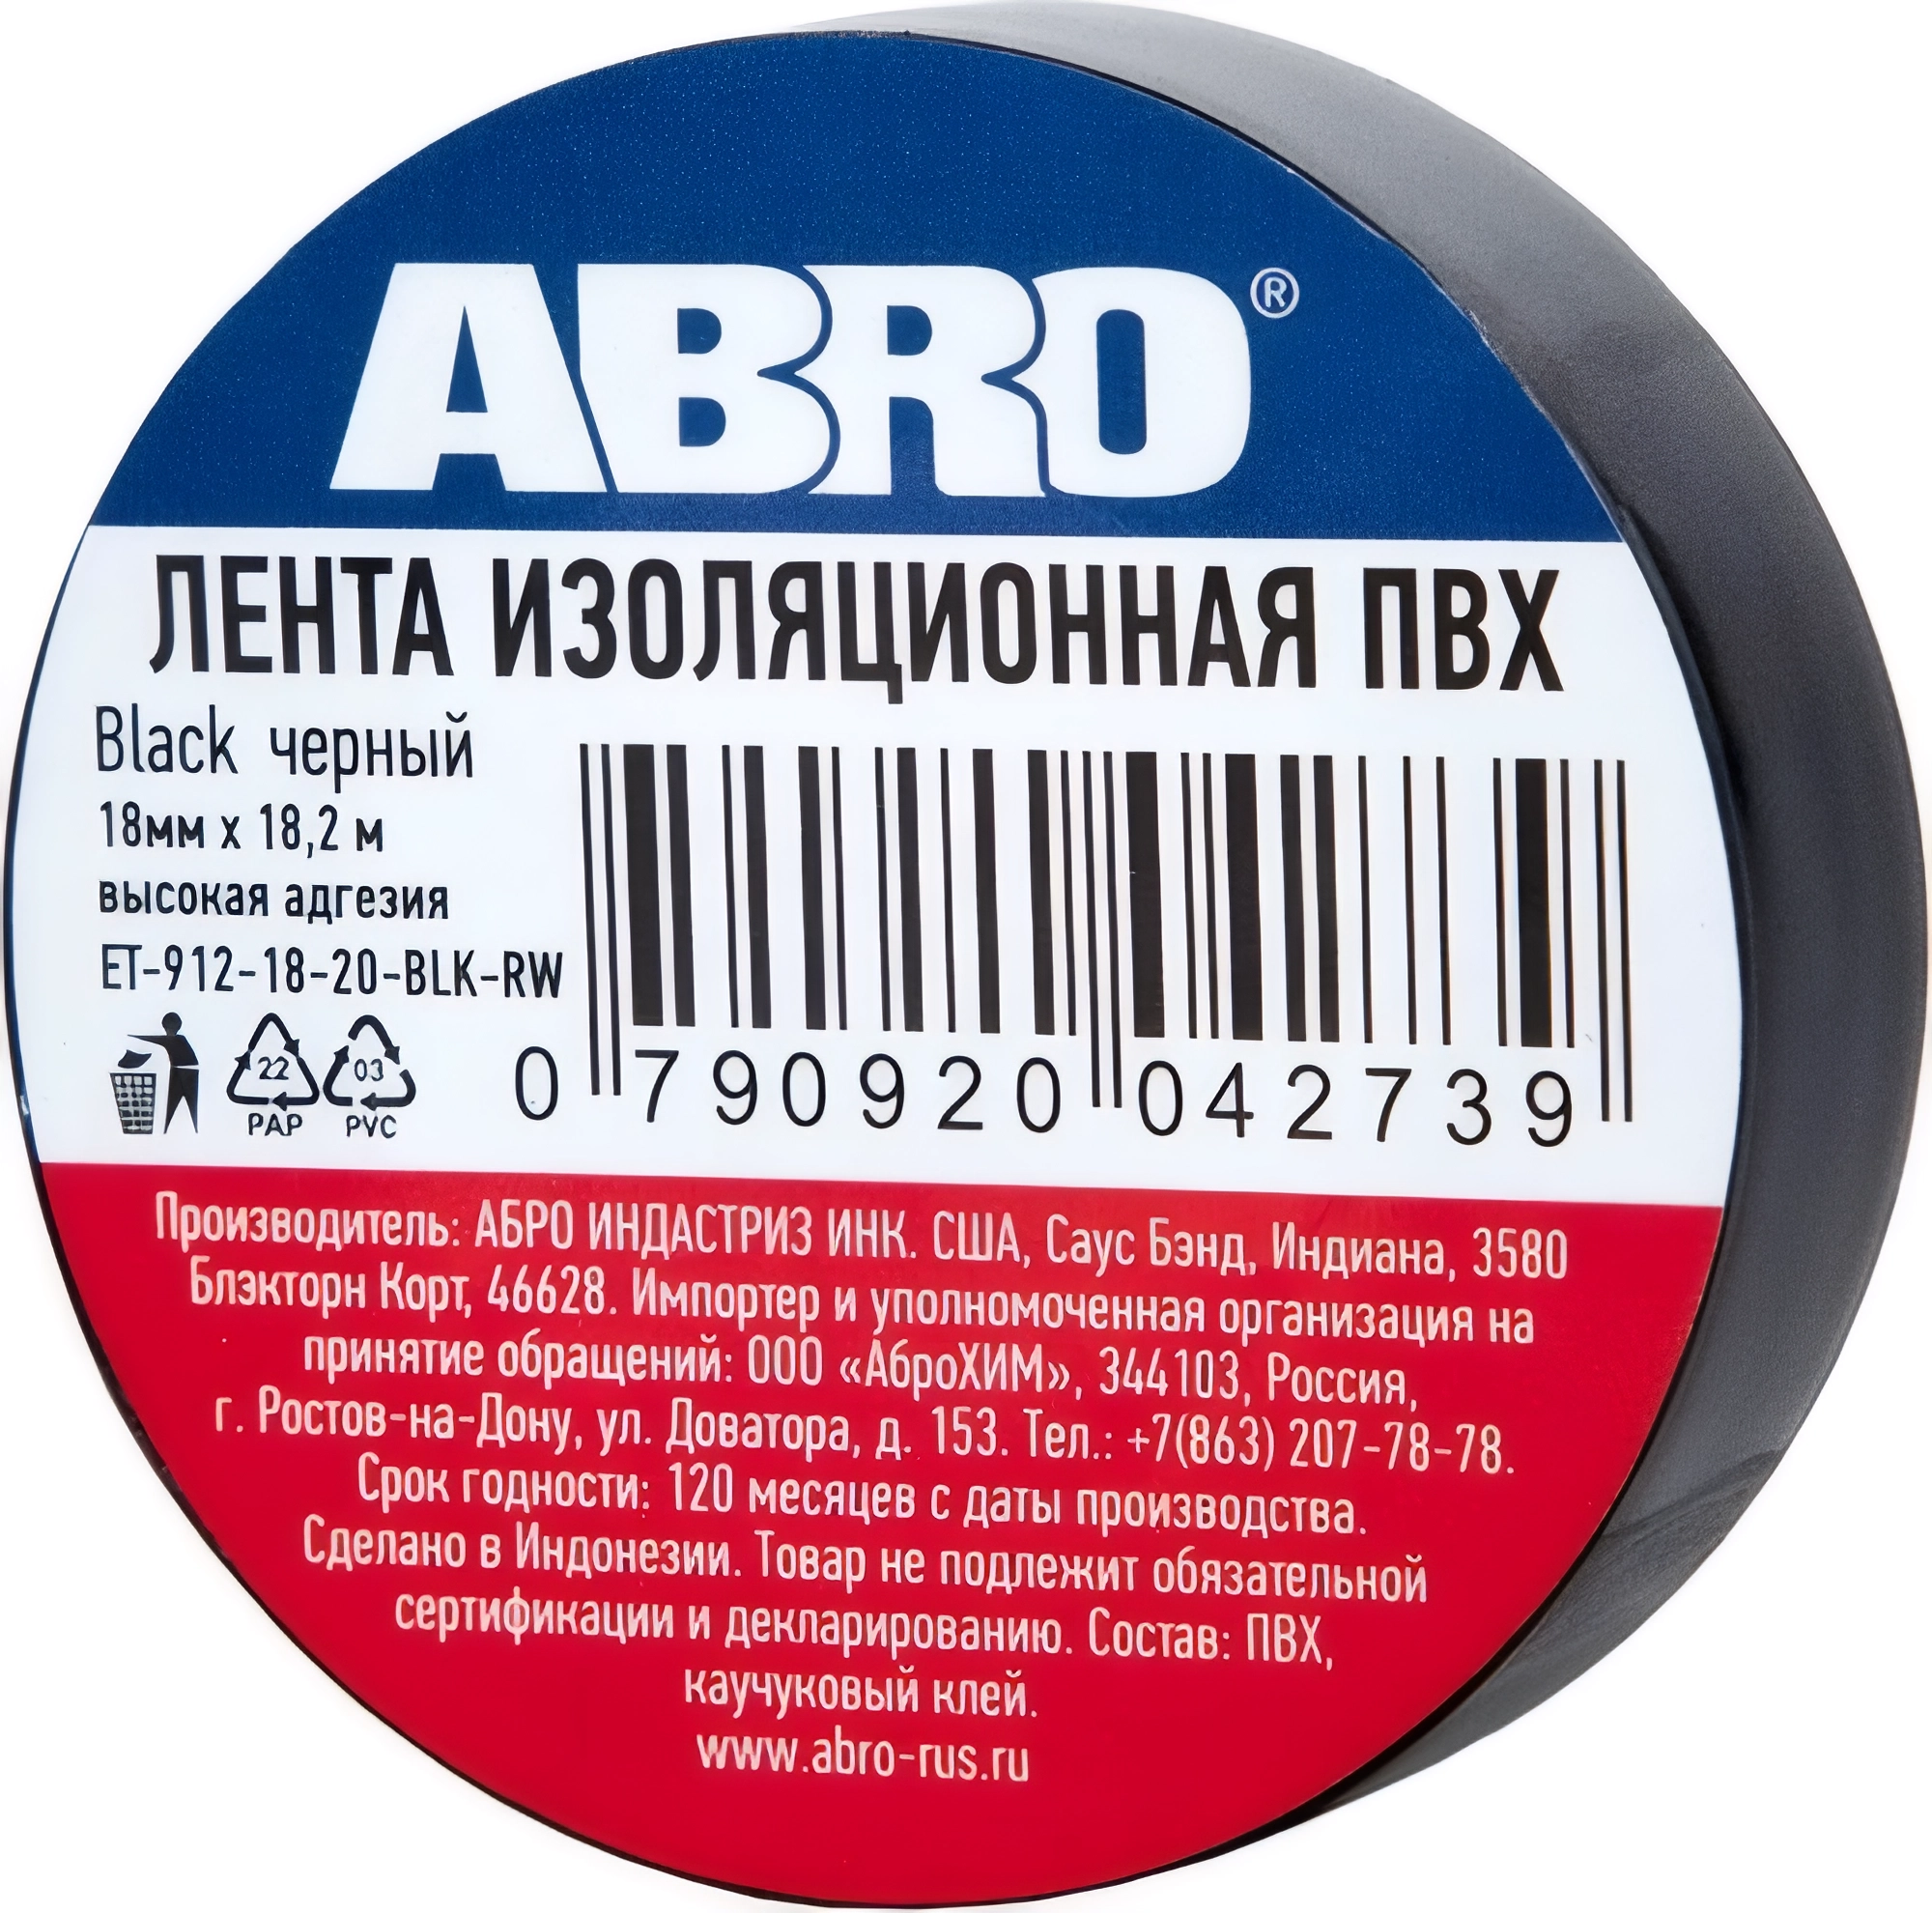 ABRO®
ЛЕНТА ИЗОЛЯЦИОННАЯ ПВХ
Black черный
18мм х 18,2 м
высокая адгезия
ET-912-18-20-BLK-RW
22
PAP
03
PVC
0 790920 042739
Производитель: АБРО ИНДАСТРИЗ ИНК. США, Саус Бэнд, Индиана, 3580
Блэкторн Корт, 46628. Импортер и уполномоченная организация на
принятие обращений: ООО «АброХИМ», 344103, Россия,
г. Ростов-на-Дону, ул. Доватора, д. 153. Тел.: +7(863) 207-78-78.
Срок годности: 120 месяцев с даты производства.
Сделано в Индонезии. Товар не подлежит обязательной
сертификации и декларированию. Состав: ПВХ,
каучуковый клей.
www.abro-rus.ru